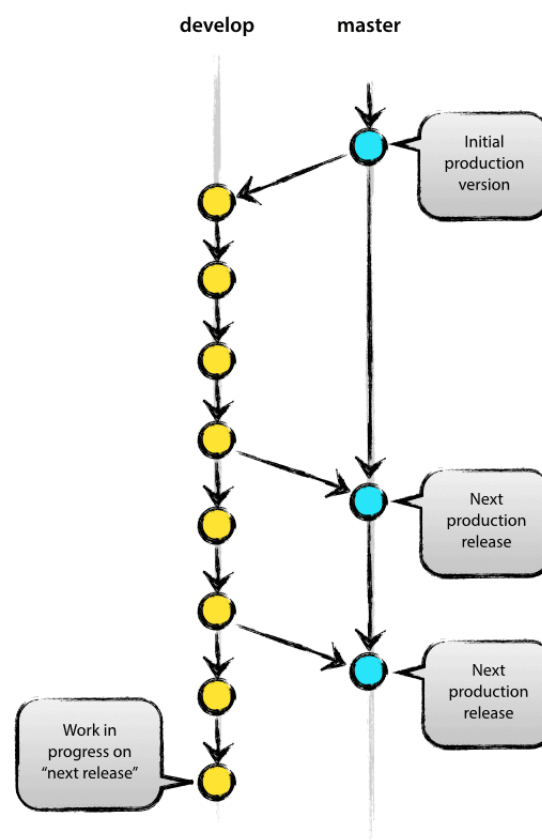 develop
master
Initial
production
version
Next
production
release
Next
production
release
Work in
progress on
“next release”